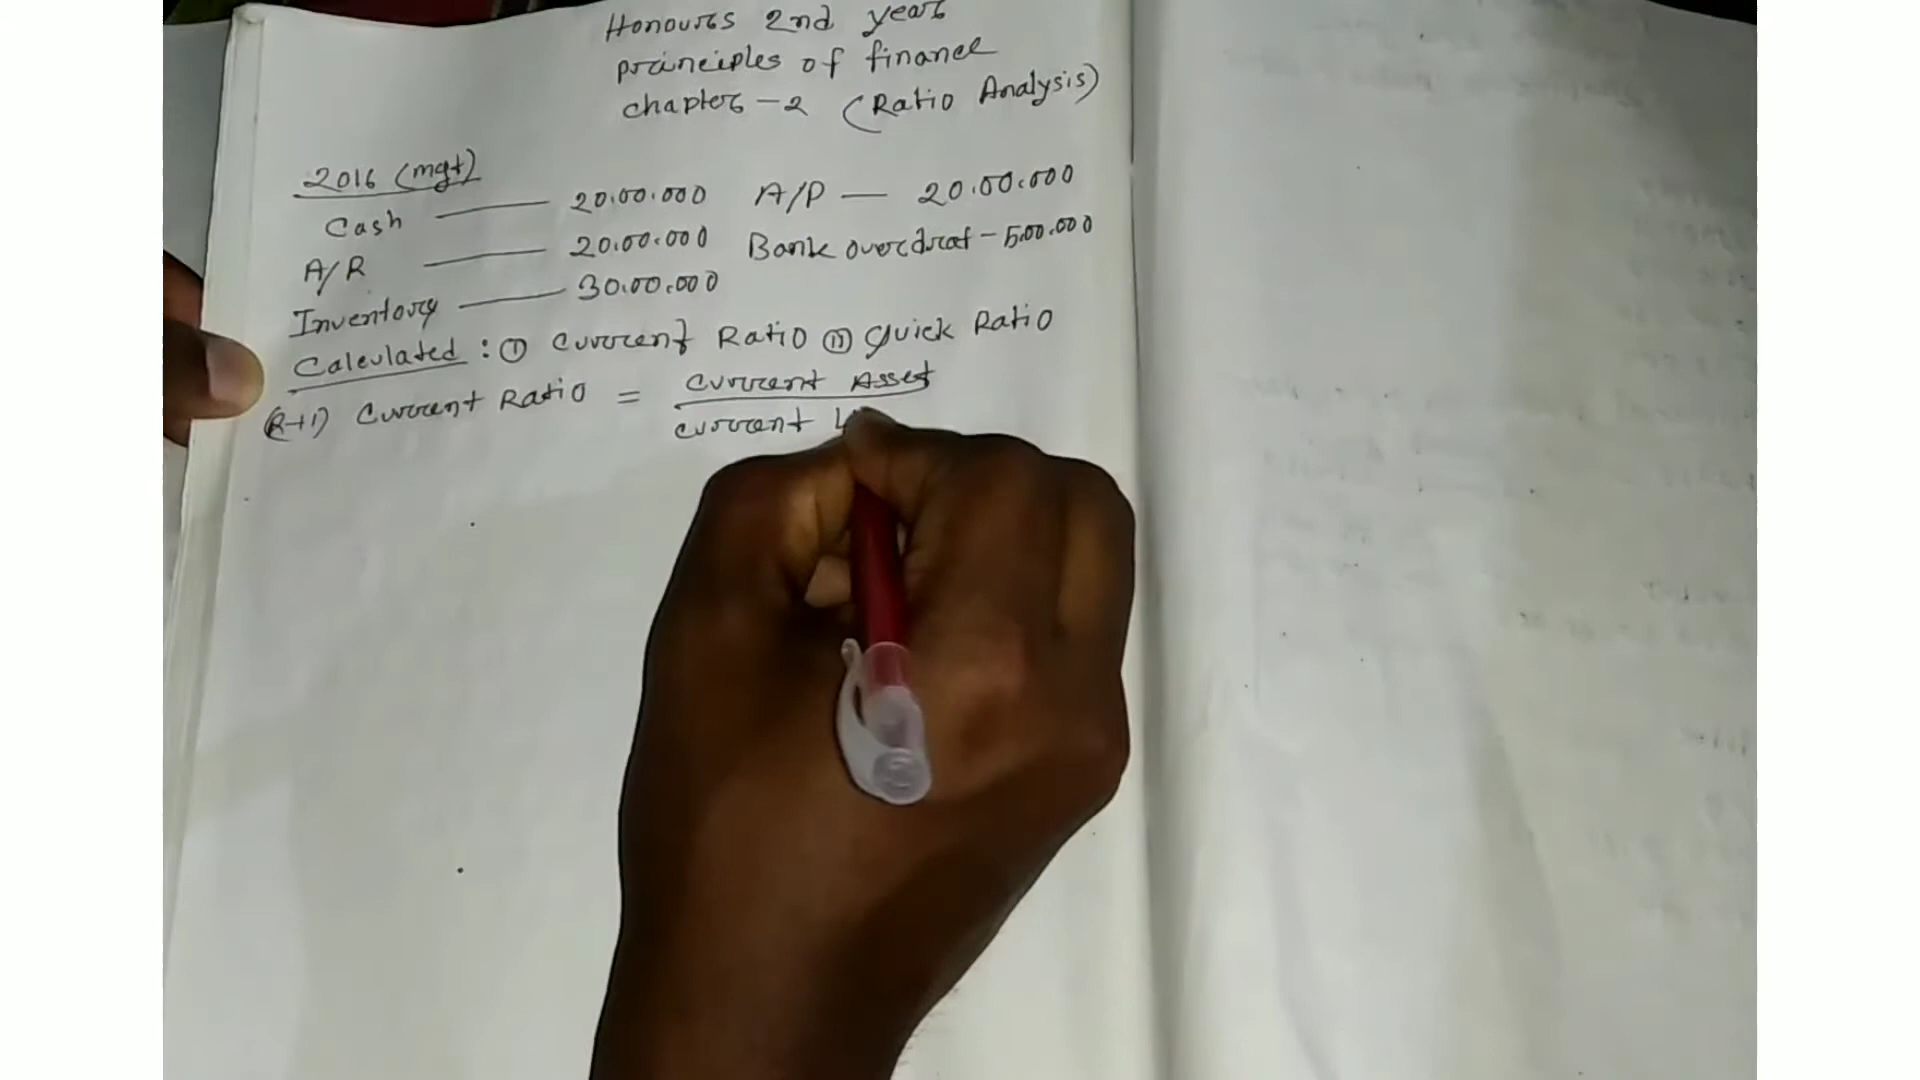 Honours 2nd year
principles of finance
chapter-2 (Ratio Analysis)
2016 (mgt)
Cash — 20,00,000 A/P — 20,00,000
A/R — 20,00,000 Bank overdraf - 5,00,000
Inventory — 30,00,000
Calculated: (I) Current Ratio (II) Quick Ratio
(R-1) Current Ratio = Current Asset
Current